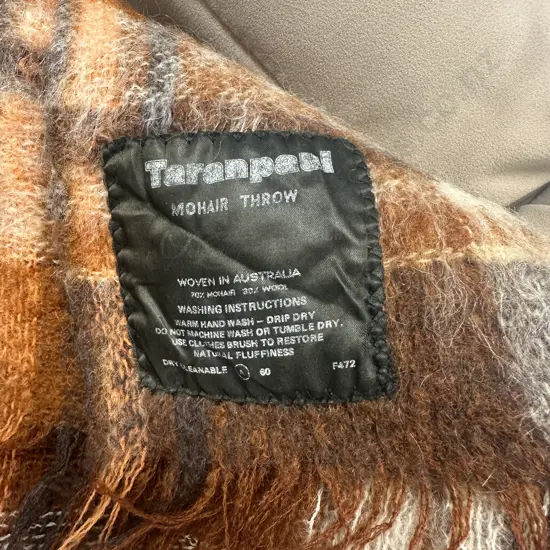 Taranpabl
MOHAIR THROW
WOVEN IN AUSTRALIA
70% MOHAIR 30% WOOL
WASHING INSTRUCTIONS
WARM HAND WASH – DRIP DRY
DO NOT MACHINE WASH OR TUMBLE DRY.
USE CLOTHES BRUSH TO RESTORE
NATURAL FLUFFINESS
DRY CLEANABLE A 60 F472